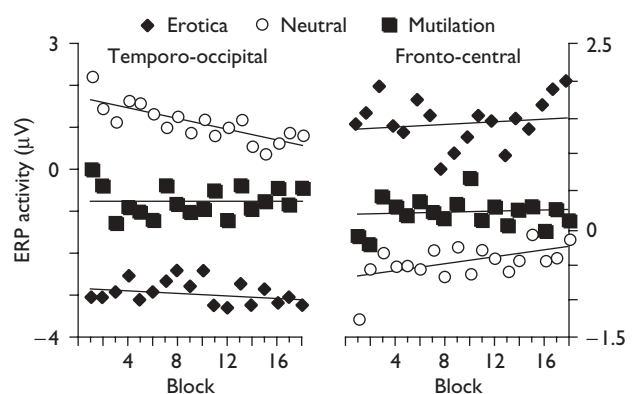 Erotica Neutral Mutilation
Temporo-occipital
Fronto-central
ERP activity (μV)
3
0
−4
4 8 12 16
Block
2.5
0
−1.5
4 8 12 16
Block